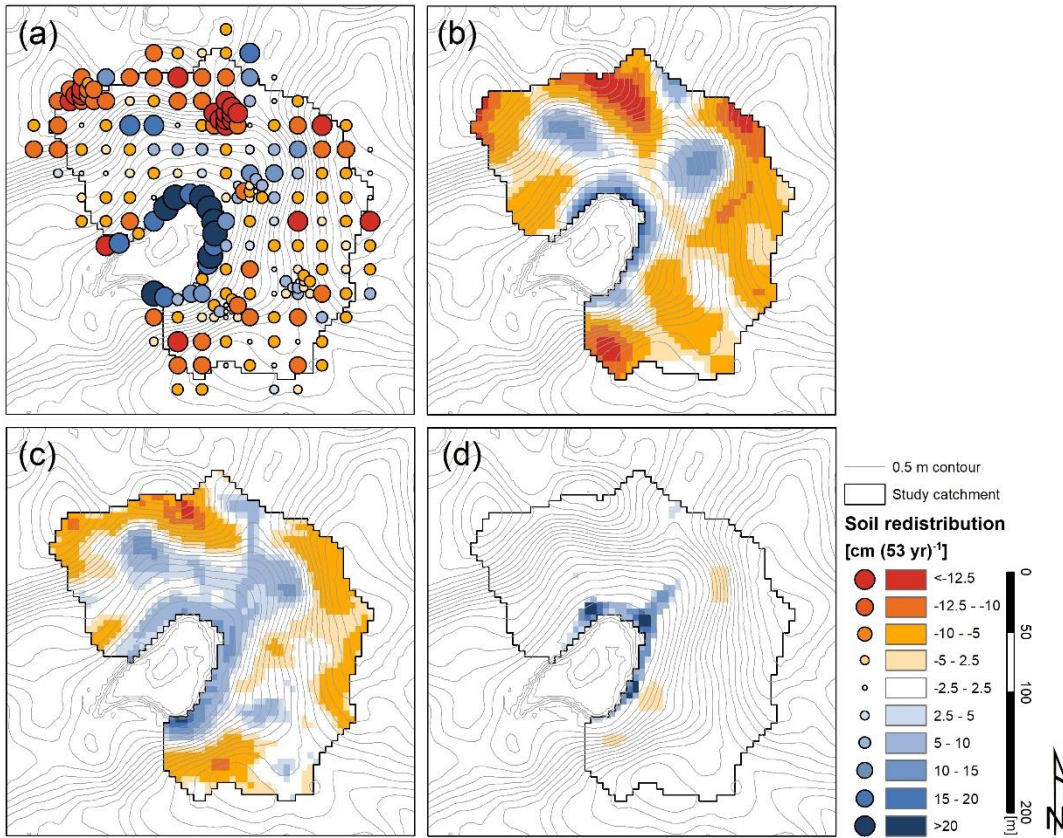 (a)
(b)
(c)
(d)
0.5 m contour
Study catchment
Soil redistribution
[cm (53 yr)-¹]
<-12.5
-12.5 - -10
-10 - -5
-5 - 2.5
-2.5 - 2.5
2.5 - 5
5 - 10
10 - 15
15 - 20
>20
0
50
100
200
[m]
N